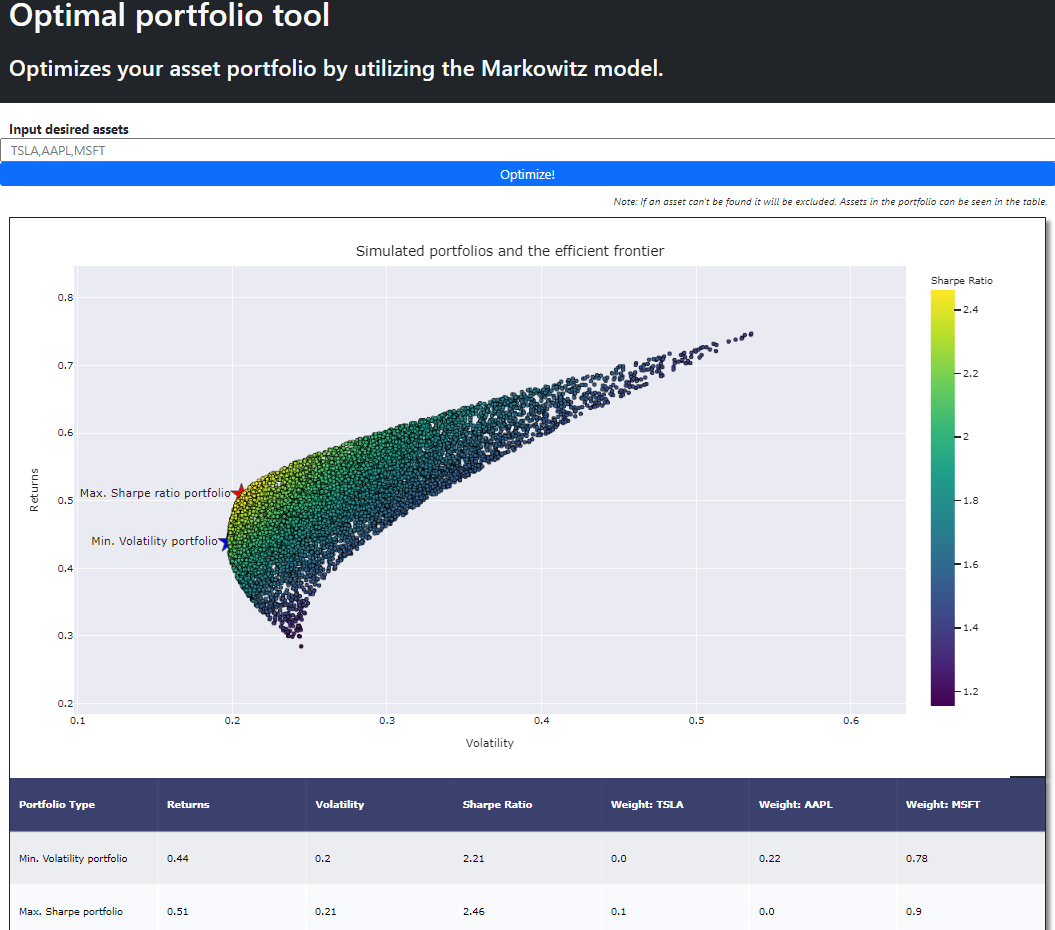 Optimal portfolio tool
Optimizes your asset portfolio by utilizing the Markowitz model.
Input desired assets
TSLA,AAPL,MSFT
Optimize!
Note: If an asset can't be found it will be excluded. Assets in the portfolio can be seen in the table.
Simulated portfolios and the efficient frontier
Sharpe Ratio
0.8
0.7
0.6
0.5
0.4
0.3
0.2
Returns
Max. Sharpe ratio portfolio
Min. Volatility portfolio
0.1 0.2 0.3 0.4 0.5 0.6
Volatility
2.4
2.2
2
1.8
1.6
1.4
1.2
Portfolio Type Returns Volatility Sharpe Ratio Weight: TSLA Weight: AAPL Weight: MSFT
Min. Volatility portfolio 0.44 0.2 2.21 0.0 0.22 0.78
Max. Sharpe portfolio 0.51 0.21 2.46 0.1 0.0 0.9